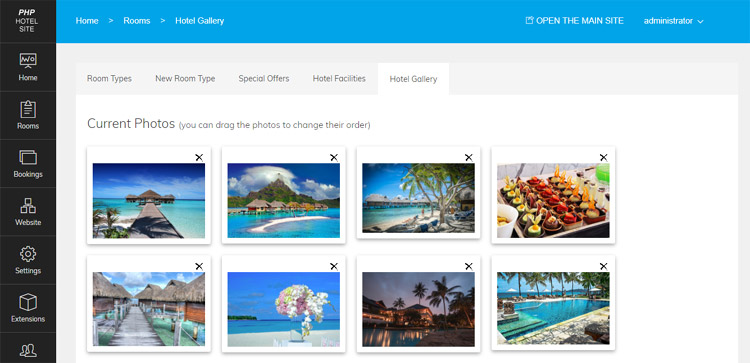 PHP
HOTEL
SITE
Home > Rooms > Hotel Gallery
OPEN THE MAIN SITE
administrator
Home
Rooms
Bookings
Website
Settings
Extensions
Room Types
New Room Type
Special Offers
Hotel Facilities
Hotel Gallery
Current Photos (you can drag the photos to change their order)